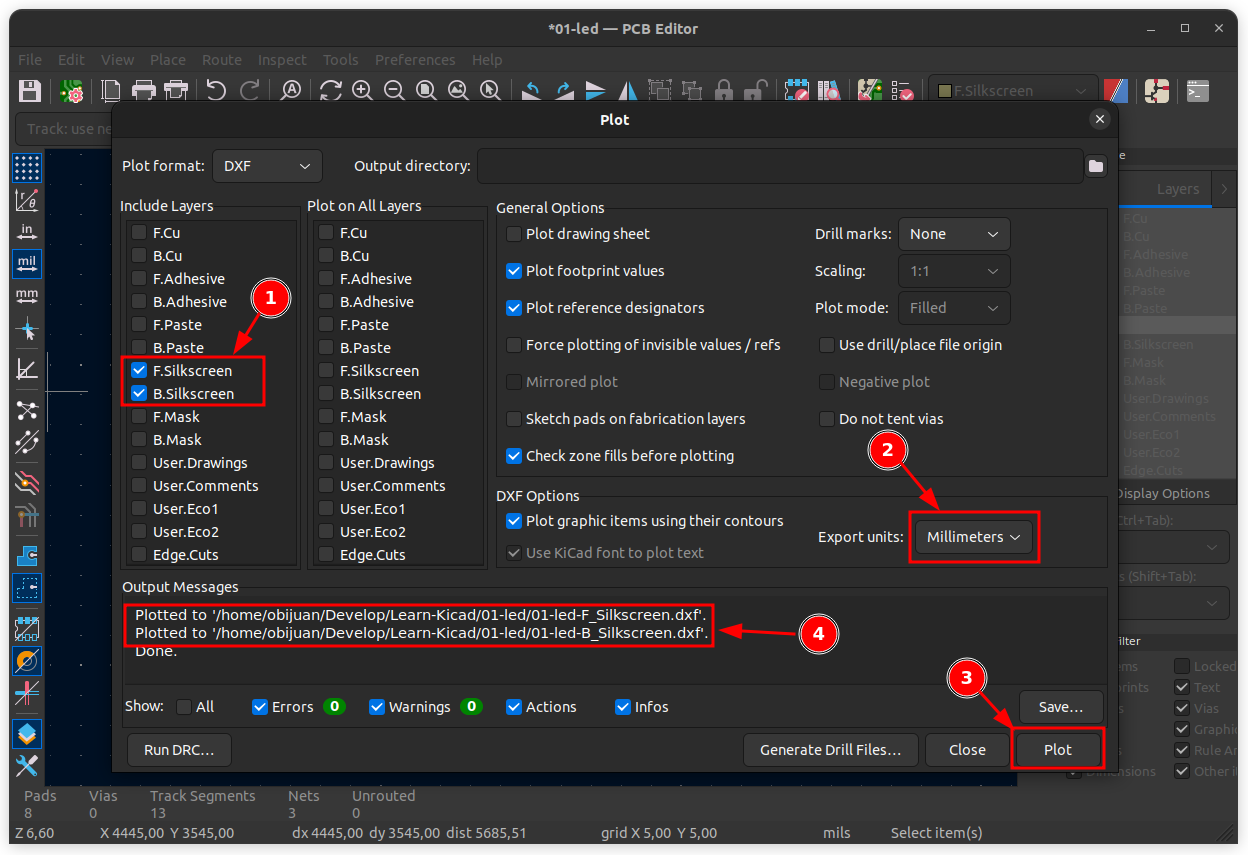 *01-led — PCB Editor
File Edit View Place Route Inspect Tools Preferences Help
F.Silkscreen
Track: use ne
Plot
Plot format: DXF Output directory:
Include Layers
F.Cu
B.Cu
F.Adhesive
B.Adhesive
F.Paste
B.Paste
F.Silkscreen
B.Silkscreen
F.Mask
B.Mask
User.Drawings
User.Comments
User.Eco1
User.Eco2
Edge.Cuts
1
Plot on All Layers
F.Cu
B.Cu
F.Adhesive
B.Adhesive
F.Paste
B.Paste
F.Silkscreen
B.Silkscreen
F.Mask
B.Mask
User.Drawings
User.Comments
User.Eco1
User.Eco2
Edge.Cuts
General Options
Plot drawing sheet Drill marks: None
Plot footprint values Scaling: 1:1
Plot reference designators Plot mode: Filled
Force plotting of invisible values / refs Use drill/place file origin
Mirrored plot Negative plot
Sketch pads on fabrication layers Do not tent vias
Check zone fills before plotting
2
DXF Options
Plot graphic items using their contours
Export units: Millimeters
Use KiCad font to plot text
Output Messages
Plotted to '/home/obijuan/Develop/Learn-Kicad/01-led/01-led-F_Silkscreen.dxf'.
Plotted to '/home/obijuan/Develop/Learn-Kicad/01-led/01-led-B_Silkscreen.dxf'.
Done.
4
3
Show: All Errors 0 Warnings 0 Actions Infos Save...
Run DRC... Generate Drill Files... Close Plot
in
mil
mm
e
Layers
F.Cu
B.Cu
F.Adhesive
B.Adhesive
F.Paste
B.Paste
B.Silkscreen
F.Mask
B.Mask
User.Drawings
User.Comments
User.Eco1
User.Eco2
Edge.Cuts
Display Options
Ctrl+Tab):
s (Shift+Tab):
ilter
ems Locked
prints Text
s Vias
Graphic
s Rule Ar
Dimensions Other i
Pads Vias Track Segments Nets Unrouted
8 0 13 3 0
Z 6,60 X 4445,00 Y 3545,00 dx 4445,00 dy 3545,00 dist 5685,51 grid X 5,00 Y 5,00 mils Select item(s)